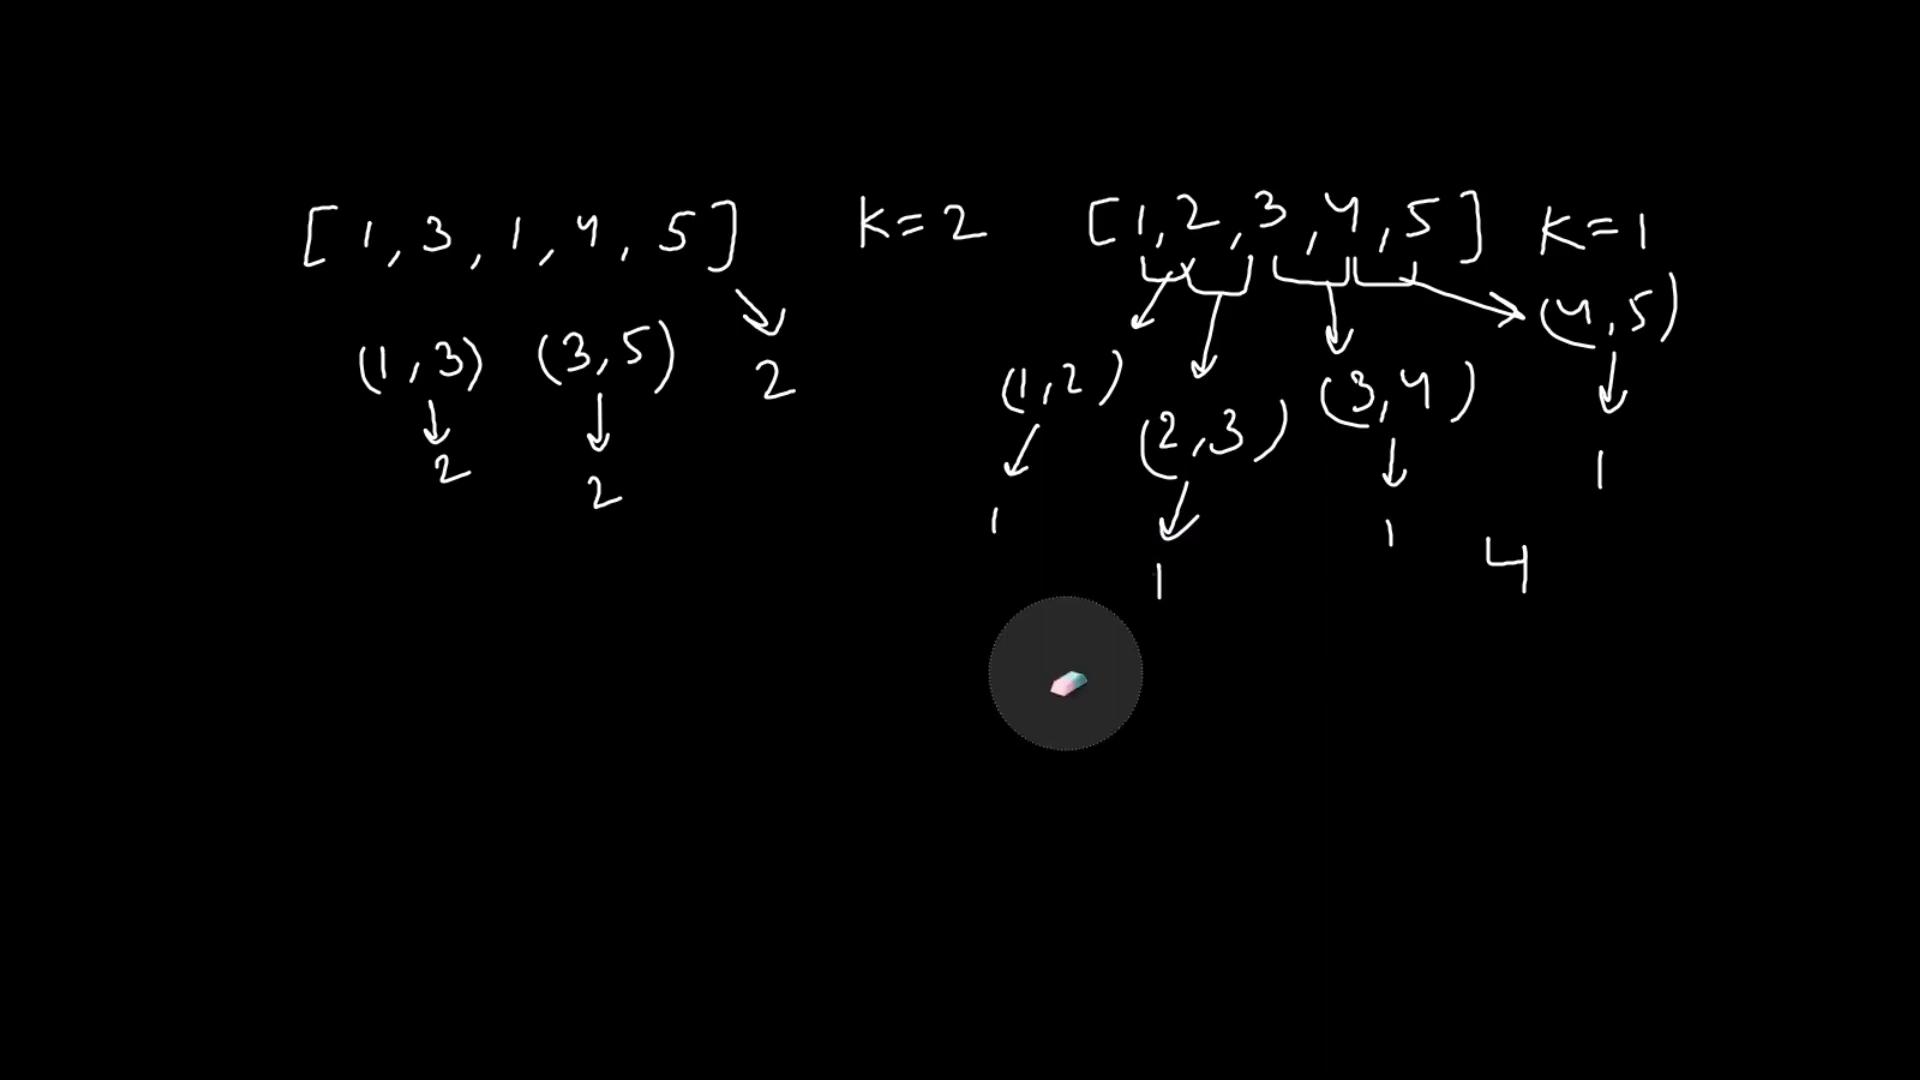 [1,3,1,4,5] k=2
(1,3) (3,5) 2
2 2
[1,2,3,4,5] k=1
(1,2) (2,3) (3,4) (4,5)
1 1 1 1
4